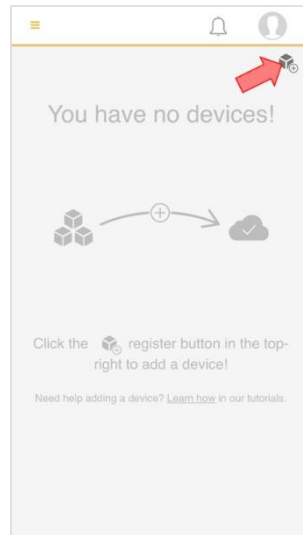 You have no devices!
Click the register button in the top-
right to add a device!
Need help adding a device? Learn how in our tutorials.